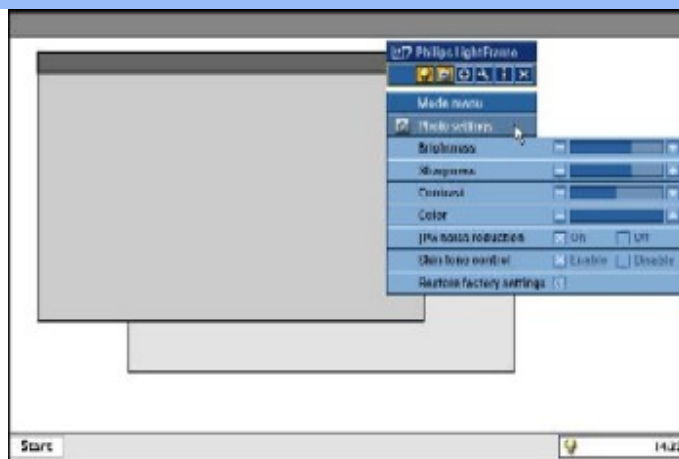 Philips LightFrame
Mode menu
Photo settings
Brightness
Sharpness
Contrast
Color
JPG noise reduction On Off
Skin tone control Enable Disable
Restore factory settings
Start